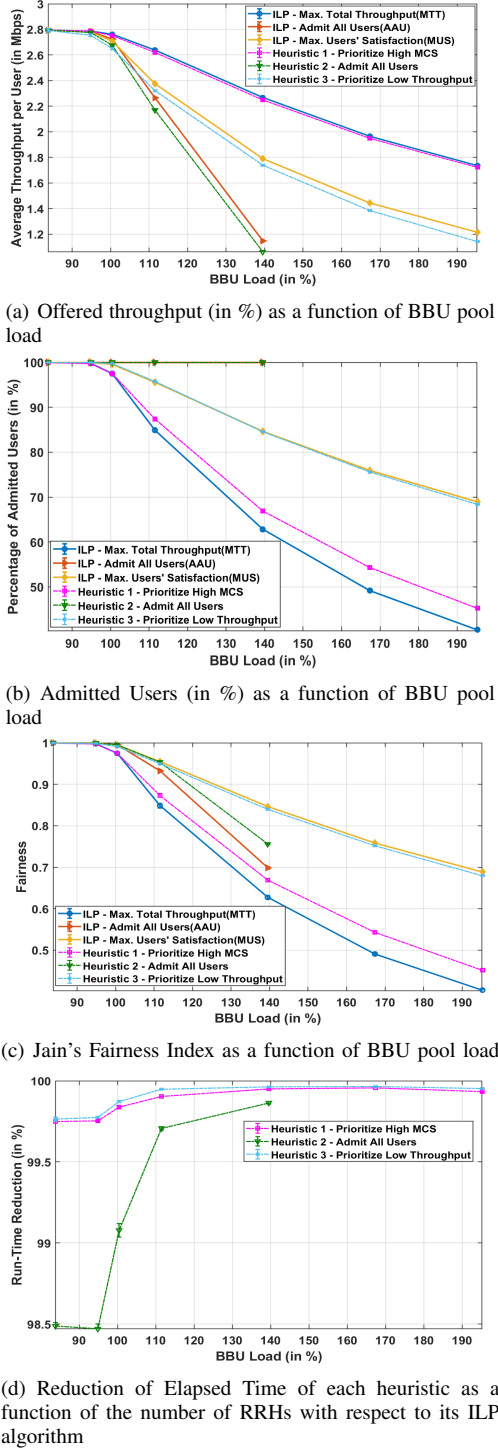 Average Throughput per User (in Mbps)
3
2.8
2.6
2.4
2.2
2
1.8
1.6
1.4
1.2
ILP - Max. Total Throughput(MTT)
ILP - Admit All Users(AAU)
ILP - Max. Users' Satisfaction(MUS)
Heuristic 1 - Prioritize High MCS
Heuristic 2 - Admit All Users
Heuristic 3 - Prioritize Low Throughput
90 100 110 120 130 140 150 160 170 180 190
BBU Load (in %)
(a) Offered throughput (in %) as a function of BBU pool
load
Percentage of Admitted Users (in %)
100
90
80
70
60
50
ILP - Max. Total Throughput(MTT)
ILP - Admit All Users(AAU)
ILP - Max. Users' Satisfaction(MUS)
Heuristic 1 - Prioritize High MCS
Heuristic 2 - Admit All Users
Heuristic 3 - Prioritize Low Throughput
90 100 110 120 130 140 150 160 170 180 190
BBU Load (in %)
(b) Admitted Users (in %) as a function of BBU pool
load
Fairness
1
0.9
0.8
0.7
0.6
0.5
ILP - Max. Total Throughput(MTT)
ILP - Admit All Users(AAU)
ILP - Max. Users' Satisfaction(MUS)
Heuristic 1 - Prioritize High MCS
Heuristic 2 - Admit All Users
Heuristic 3 - Prioritize Low Throughput
90 100 110 120 130 140 150 160 170 180 190
BBU Load (in %)
(c) Jain's Fairness Index as a function of BBU pool load
Run-Time Reduction (in %)
100
99.5
99
98.5
Heuristic 1 - Prioritize High MCS
Heuristic 2 - Admit All Users
Heuristic 3 - Prioritize Low Throughput
90 100 110 120 130 140 150 160 170 180 190
BBU Load (in %)
(d) Reduction of Elapsed Time of each heuristic as a
function of the number of RRHs with respect to its ILP
algorithm